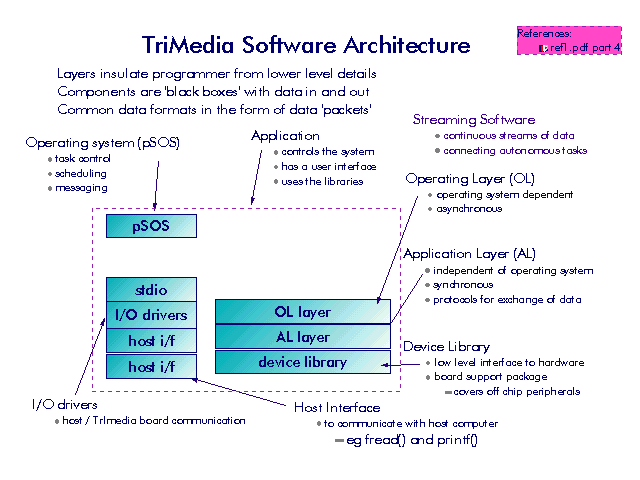 TriMedia Software Architecture
References:
ref1.pdf part 4
Layers insulate programmer from lower level details
Components are 'black boxes' with data in and out
Common data formats in the form of data 'packets'
Streaming Software
continuous streams of data
connecting autonomous tasks
Operating system (pSOS)
task control
scheduling
messaging
Application
controls the system
has a user interface
uses the libraries
Operating Layer (OL)
operating system dependent
asynchronous
pSOS
Application Layer (AL)
independent of operating system
synchronous
protocols for exchange of data
stdio
I/O drivers
host i/f
host i/f
OL layer
AL layer
device library
Device Library
low level interface to hardware
board support package
covers off chip peripherals
I/O drivers
host / TrImedia board communication
Host Interface
to communicate with host computer
eg fread() and printf()